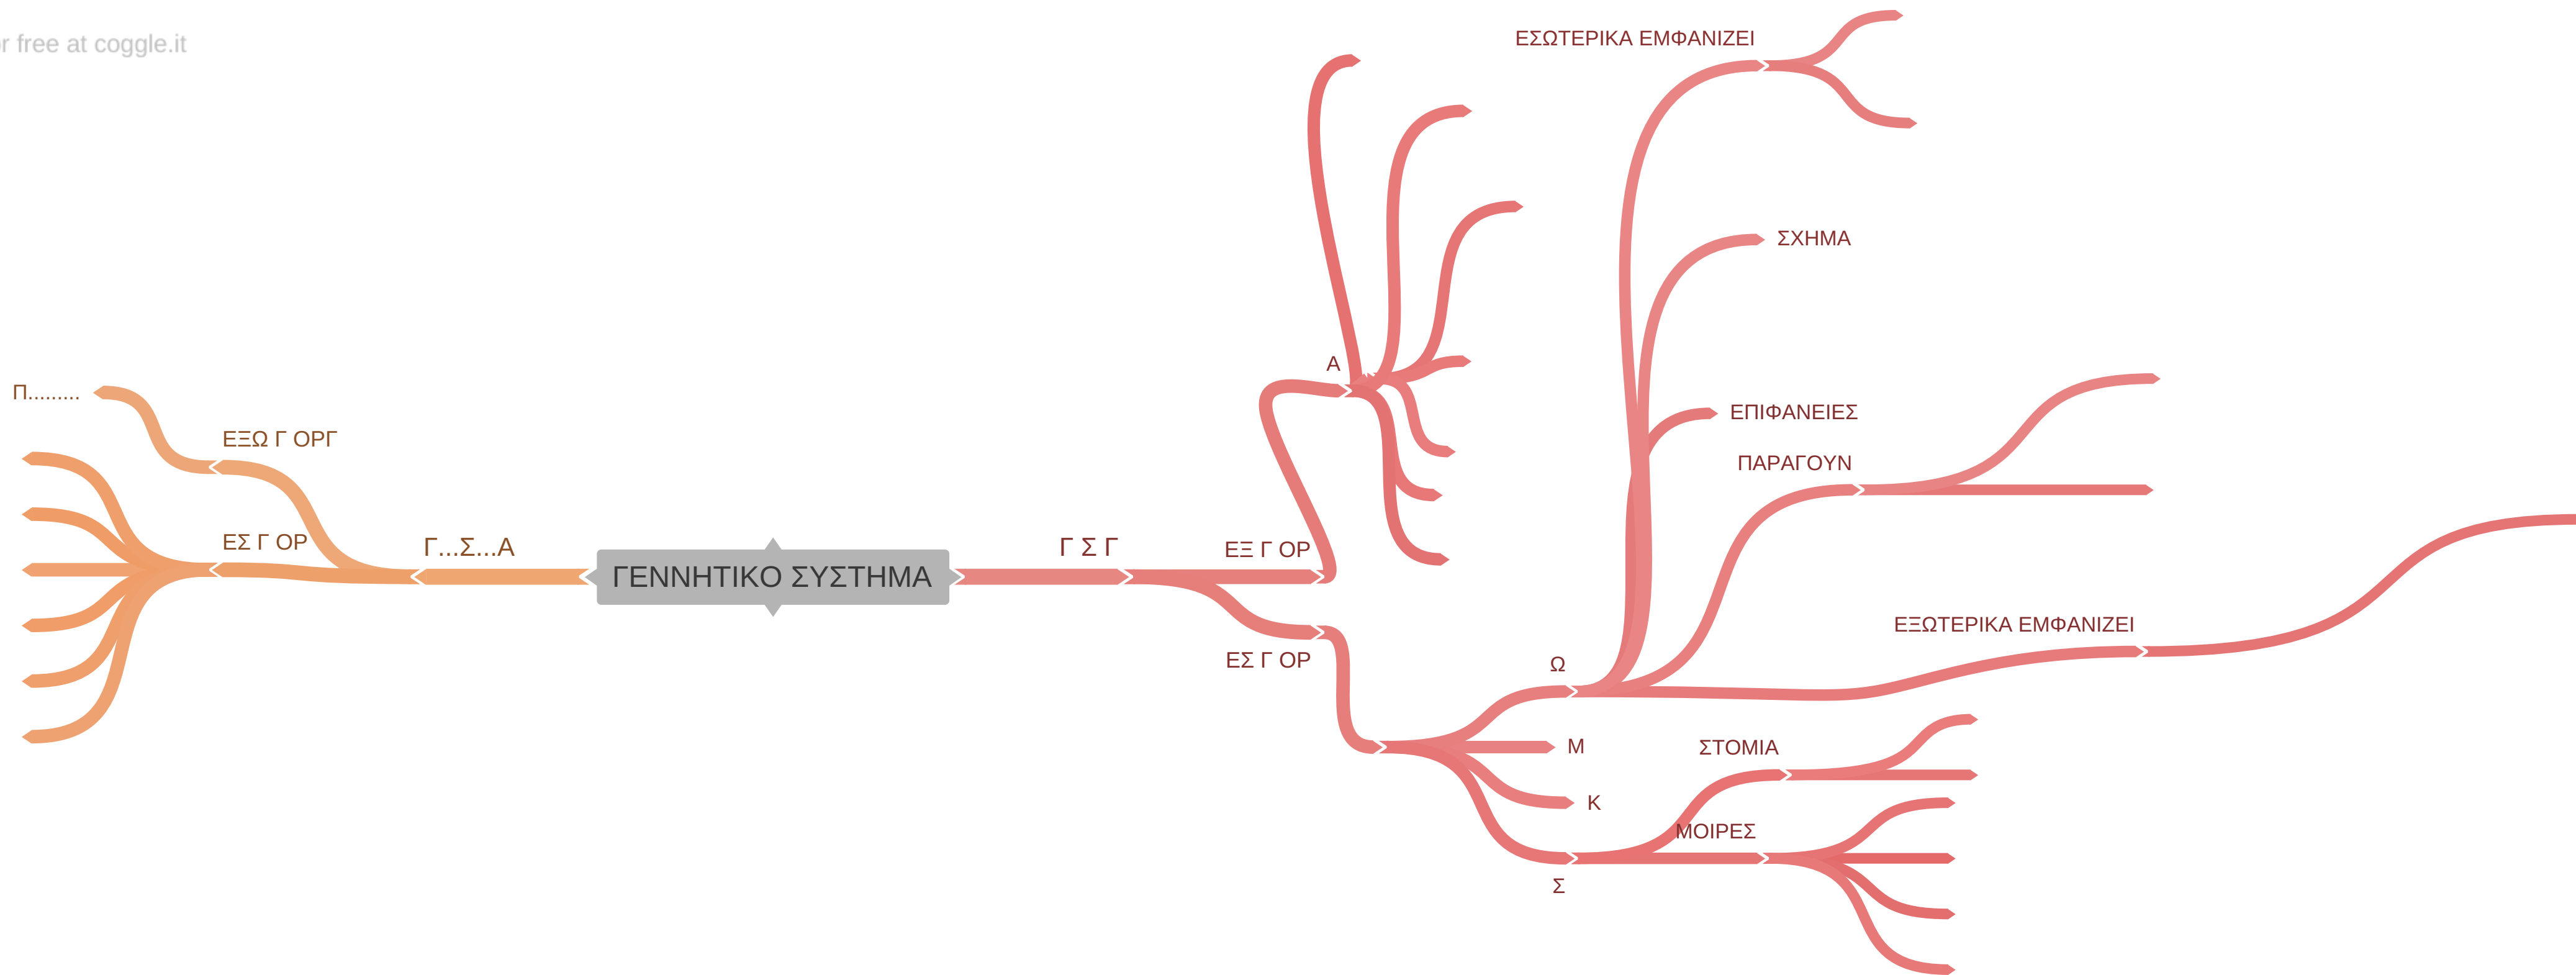 r free at coggle.it
ΕΣΩΤΕΡΙΚΑ ΕΜΦΑΝΙΖΕΙ
ΣΧΗΜΑ
Α
Π.........
ΕΠΙΦΑΝΕΙΕΣ
ΕΞΩ Γ ΟΡΓ
ΠΑΡΑΓΟΥΝ
ΕΣ Γ ΟΡ
Γ...Σ...Α
Γ Σ Γ
ΕΞ Γ ΟΡ
ΓΕΝΝΗΤΙΚΟ ΣΥΣΤΗΜΑ
ΕΞΩΤΕΡΙΚΑ ΕΜΦΑΝΙΖΕΙ
ΕΣ Γ ΟΡ
Ω
Μ
ΣΤΟΜΙΑ
Κ
ΜΟΙΡΕΣ
Σ